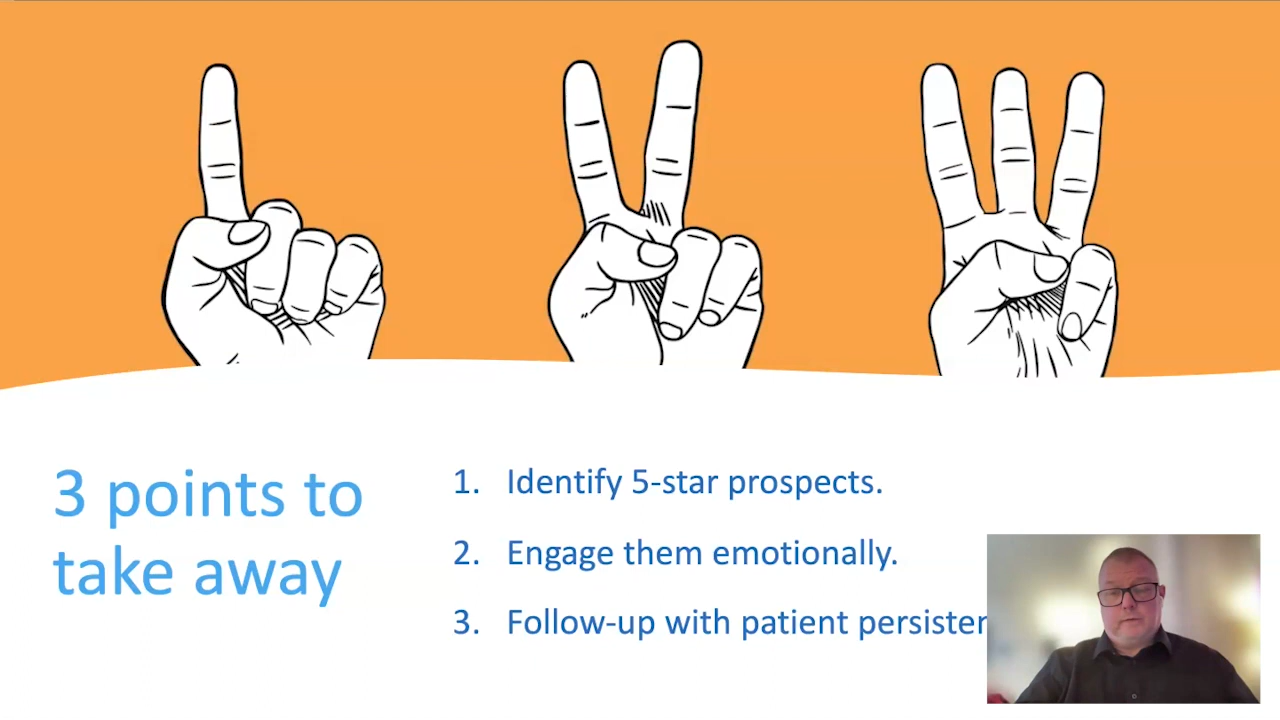 3 points to
take away
1. Identify 5-star prospects.
2. Engage them emotionally.
3. Follow-up with patient